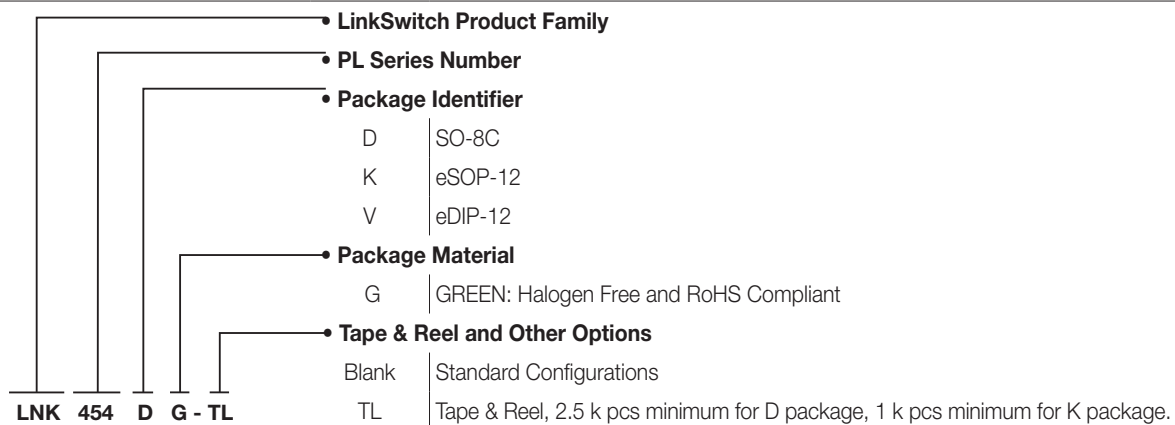 • LinkSwitch Product Family
• PL Series Number
• Package Identifier
D SO-8C
K eSOP-12
V eDIP-12
• Package Material
G GREEN: Halogen Free and RoHS Compliant
• Tape & Reel and Other Options
Blank Standard Configurations
TL Tape & Reel, 2.5 k pcs minimum for D package, 1 k pcs minimum for K package.
LNK 454 D G - TL